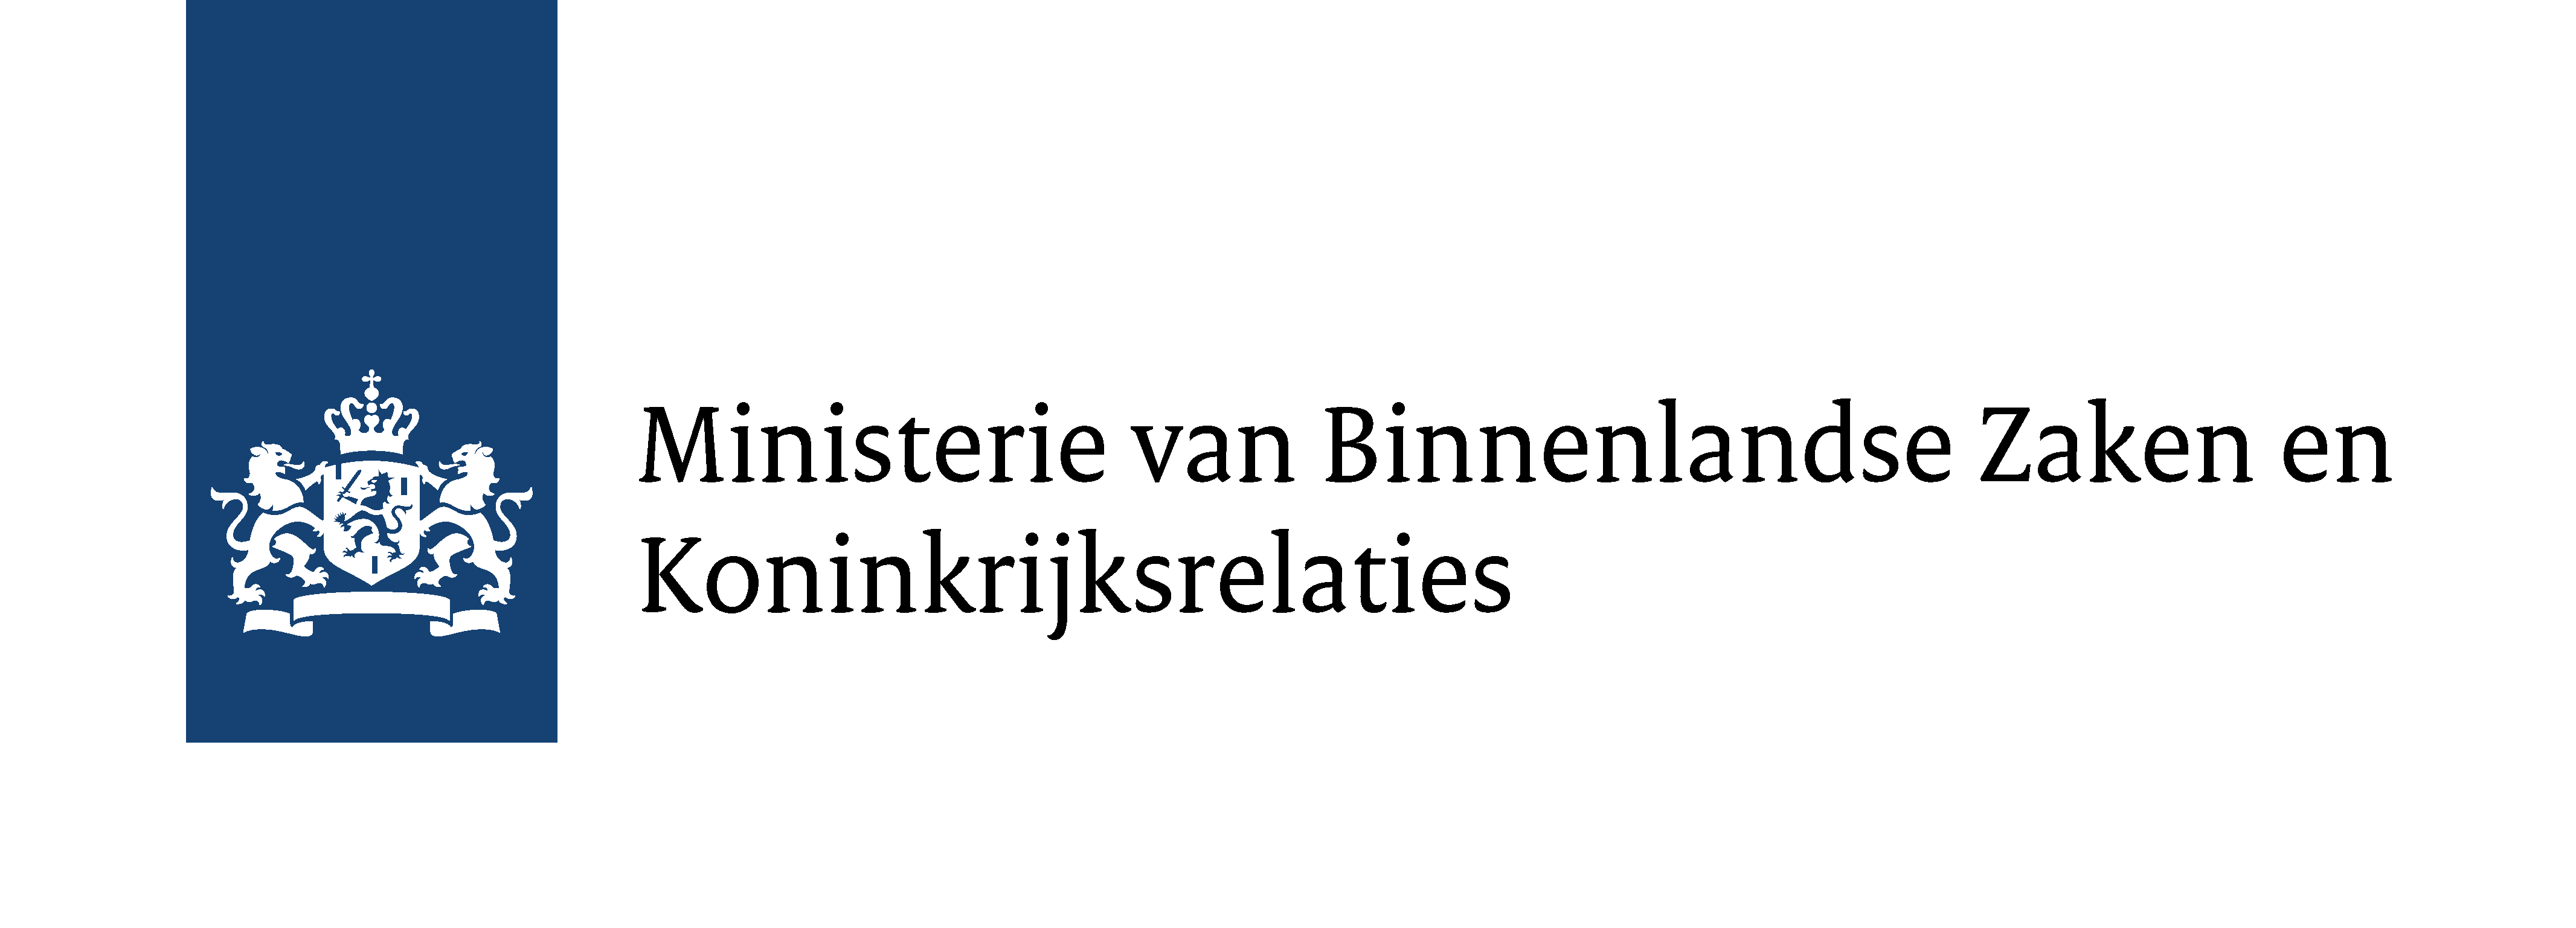 Ministerie van Binnenlandse Zaken en
Koninkrijksrelaties